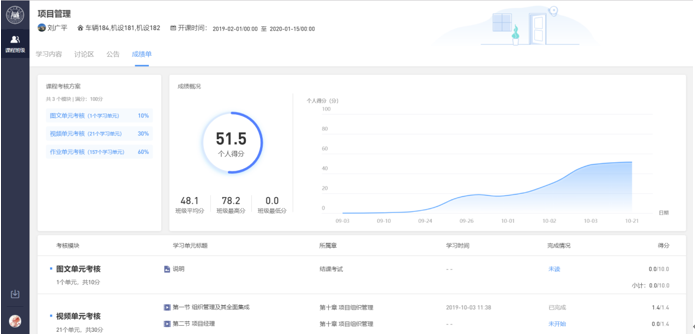 项目管理
刘广平 车辆184,机设181,机设182 开课时间： 2019-02-01/00:00 至 2020-01-15/00:00
课程班级
学习内容 讨论区 公告 成绩单
课程考核方案
共 3 个模块 | 满分：100分
图文单元考核（1个学习单元） 10%
视频单元考核（21个学习单元） 30%
作业单元考核（167个学习单元） 60%
成绩概况
51.5
个人得分
48.1 78.2 0.0
班级平均分 班级最高分 班级最低分
个人得分（分）
100
80
60
40
20
0
09-03 09-10 09-24 09-26 10-01 10-02 10-03 10-21
日期
考核模块 学习单元标题 所属章 学习时间 完成情况 得分
图文单元考核 说明 结课考试 - - 未读 0.0/10.0
1个单元，共10分 小计：0.0/10.0
视频单元考核 第一节 组织管理及其全面集成 第十章 项目组织管理 2019-10-03 11:38 已完成 1.4/1.4
21个单元，共30分 第二节 项目经理 第十章 项目组织管理 - - 未开始 0.0/1.4